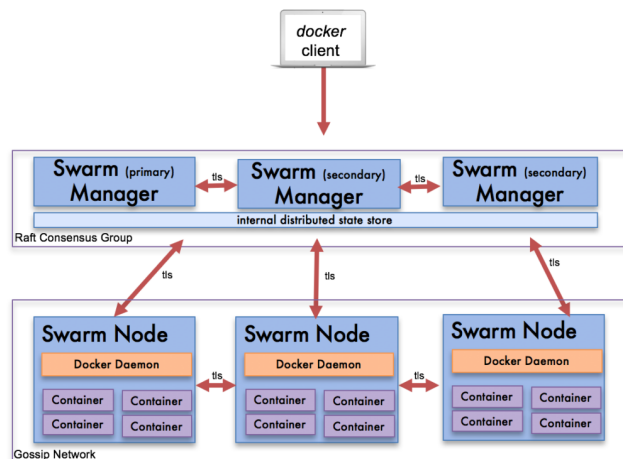 docker
client
Swarm (primary)
Manager
tls
Swarm (secondary)
Manager
tls
Swarm (secondary)
Manager
internal distributed state store
Raft Consensus Group
tls
tls
tls
Swarm Node
Docker Daemon
Container
Container
Container
Container
tls
Swarm Node
Docker Daemon
Container
Container
Container
Container
tls
Swarm Node
Docker Daemon
Container
Container
Container
Container
Gossip Network